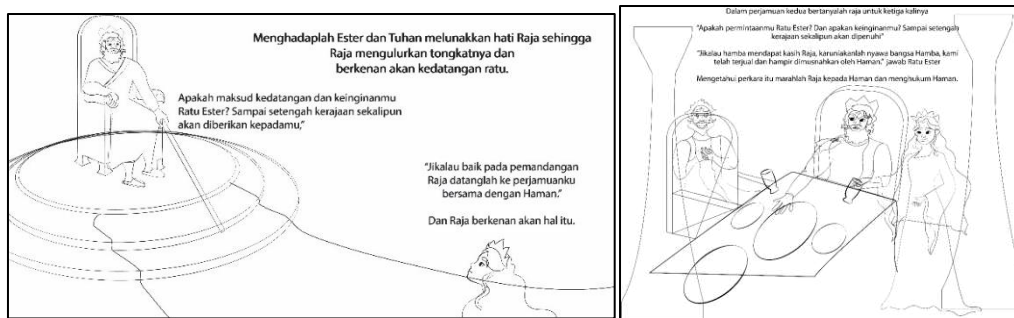 Menghadaplah Ester dan Tuhan melunakkan hati Raja sehingga
Raja mengulurkan tongkatnya dan
berkenan akan kedatangan ratu.
Apakah maksud kedatangan dan keinginanmu
Ratu Ester? Sampai setengah kerajaan sekalipun
akan diberikan kepadamu,"
"Jikalau baik pada pemandangan
Raja datanglah ke perjamuanku
bersama dengan Haman."
Dan Raja berkenan akan hal itu.
Dalam perjamuan kedua bertanyalah raja untuk ketiga kalinya
"Apakah permintaanmu Ratu Ester? Dan apakan keinginanmu? Sampai setengah
kerajaan sekalipun akan dipenuhi"
"Jikalau hamba mendapat kasih Raja, karuniakanlah nyawa bangsa Hamba, kami
telah terjual dan hampir dimusnahkan oleh Haman." jawab Ratu Ester
Mengetahui perkara itu marahlah Raja kepada Haman dan menghukum Haman.